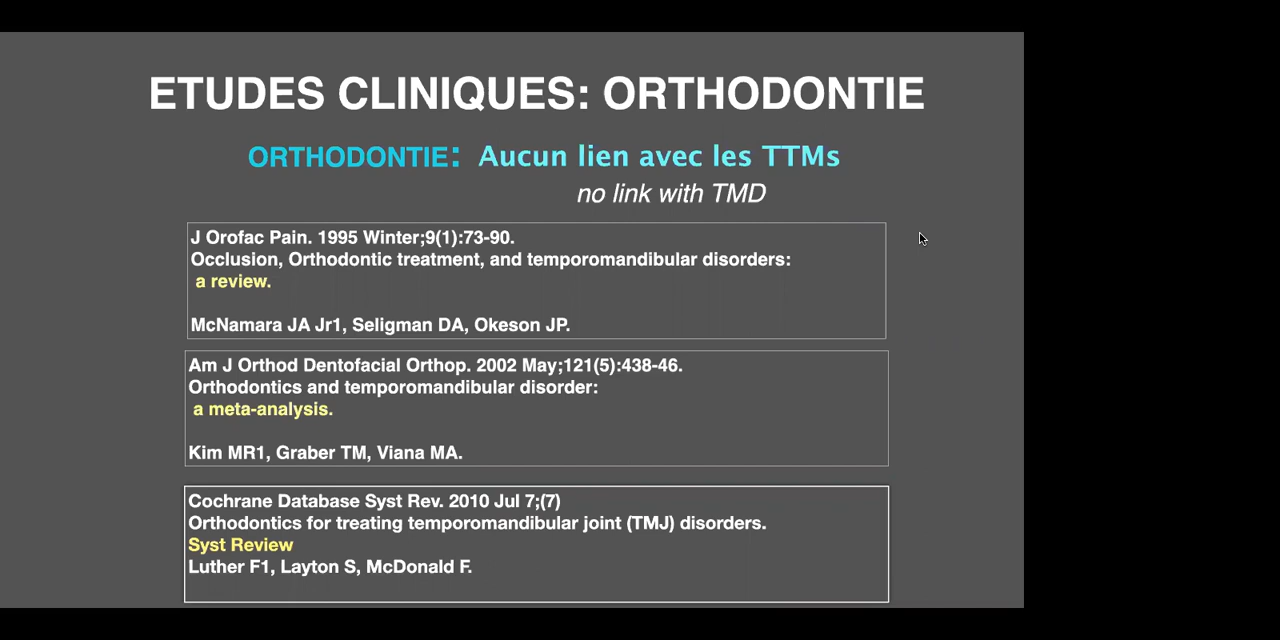 ETUDES CLINIQUES: ORTHODONTIE
ORTHODONTIE: Aucun lien avec les TTMs
no link with TMD
J Orofac Pain. 1995 Winter;9(1):73-90.
Occlusion, Orthodontic treatment, and temporomandibular disorders:
a review.
McNamara JA Jr1, Seligman DA, Okeson JP.
Am J Orthod Dentofacial Orthop. 2002 May;121(5):438-46.
Orthodontics and temporomandibular disorder:
a meta-analysis.
Kim MR1, Graber TM, Viana MA.
Cochrane Database Syst Rev. 2010 Jul 7;(7)
Orthodontics for treating temporomandibular joint (TMJ) disorders.
Syst Review
Luther F1, Layton S, McDonald F.